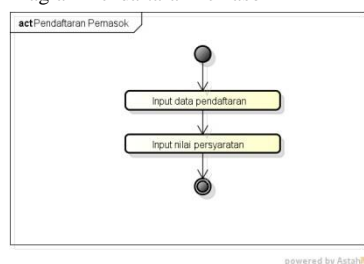 act Pendaftaran Pemasok
Input data pendaftaran
Input nilai persyaratan
powered by Astah